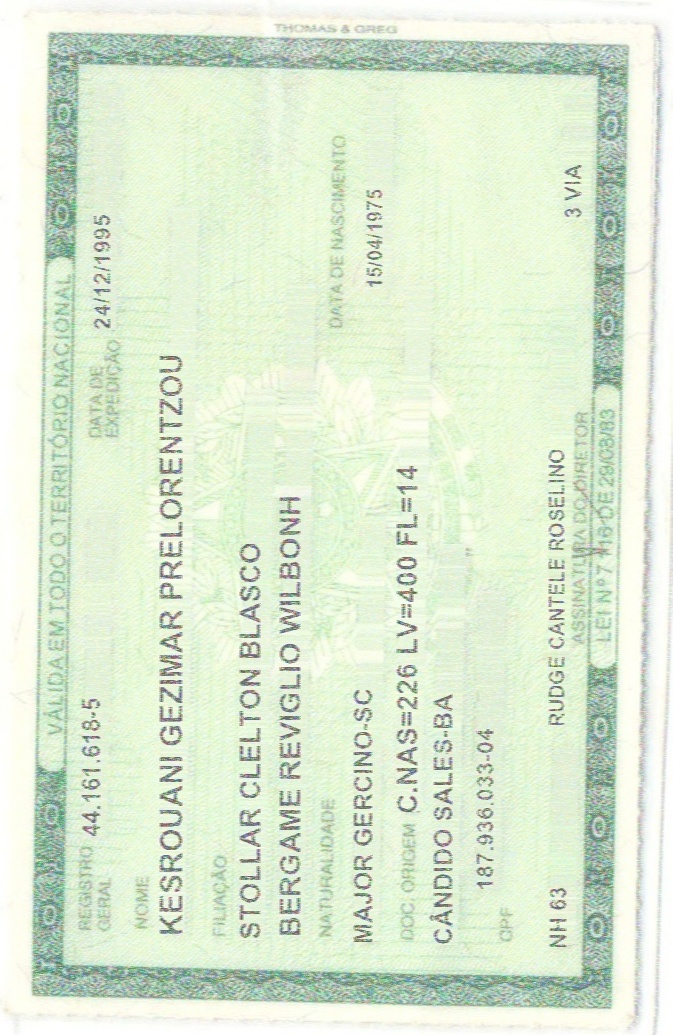 THOMAS & GREG
VÁLIDA EM TODO O TERRITÓRIO NACIONAL
REGISTRO GERAL 44.161.618-5 DATA DE EXPEDIÇÃO 24/12/1995
NOME
KESROUANI GEZIMAR PRELORENTZOU
FILIAÇÃO
STOLLAR CLELTON BLASCO
BERGAME REVIGLIO WILBONH
NATURALIDADE DATA DE NASCIMENTO
MAJOR GERCINO-SC 15/04/1975
DOC. ORIGEM C.NAS=226 LV=400 FL=14
CÂNDIDO SALES-BA
187.936.033-04
CPF
NH 63 RUDGE CANTELE ROSELINO 3 VIA
ASSINATURA DO DIRETOR
LEI Nº 7.116 DE 29/08/83